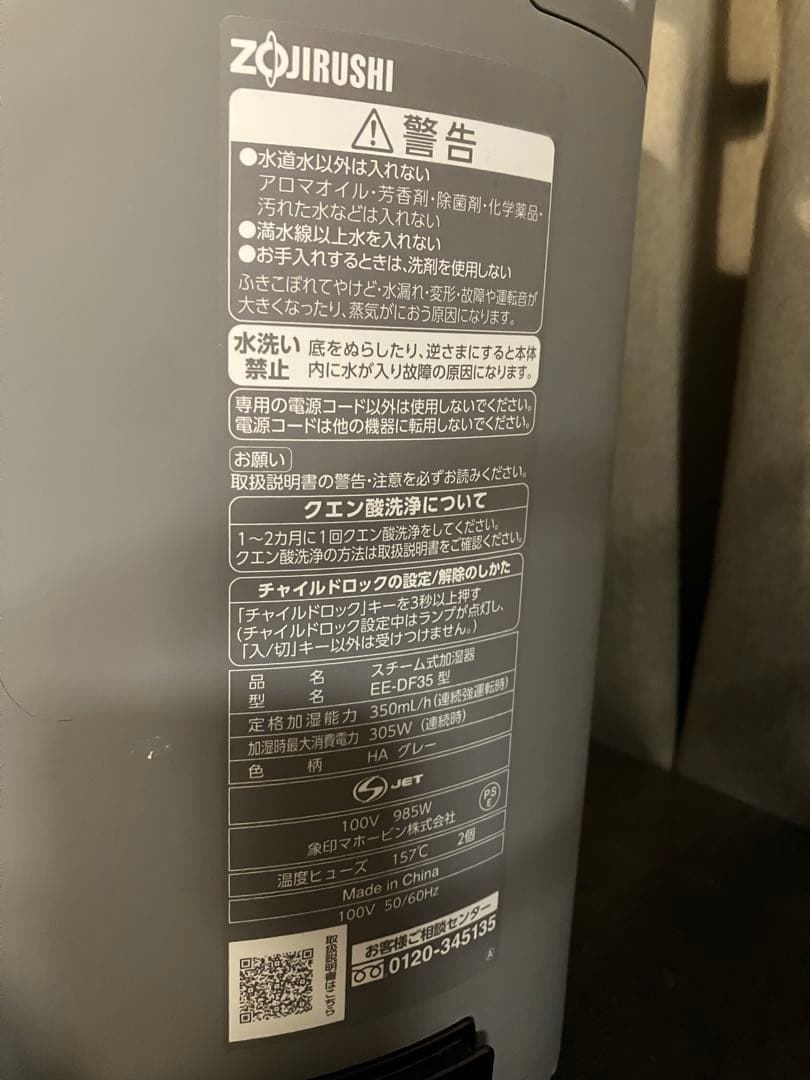 ZOJIRUSHI
警告
●水道水以外は入れない
アロマオイル・芳香剤・除菌剤・化学薬品・
汚れた水などは入れない
●満水線以上水を入れない
●お手入れするときは、洗剤を使用しない
ふきこぼれてやけど・水漏れ・変形・故障や運転音が
大きくなったり、蒸気がにおう原因になります。
水洗い禁止
底をぬらしたり、逆さまにすると本体
内に水が入り故障の原因になります。
専用の電源コード以外は使用しないでください。
電源コードは他の機器に転用しないでください。
お願い
取扱説明書の警告・注意を必ずお読みください。
クエン酸洗浄について
1〜2カ月に1回クエン酸洗浄をしてください。
クエン酸洗浄の方法は取扱説明書をご確認ください。
チャイルドロックの設定/解除のしかた
「チャイルドロック」キーを3秒以上押す
(チャイルドロック設定中はランプが点灯し、
「入/切」キー以外は受けつけません。)
品名 スチーム式加湿器
型名 EE-DF35 型
定格加湿能力 350mL/h (連続強運転時)
加湿時最大消費電力 305W (連続時)
色柄 HA グレー
S JET
PS E
100V 985W
象印マホービン株式会社
温度ヒューズ 157℃ 2個
Made in China
100V 50/60Hz
取扱説明書はこちら
お客様ご相談センター
0120-345135
A